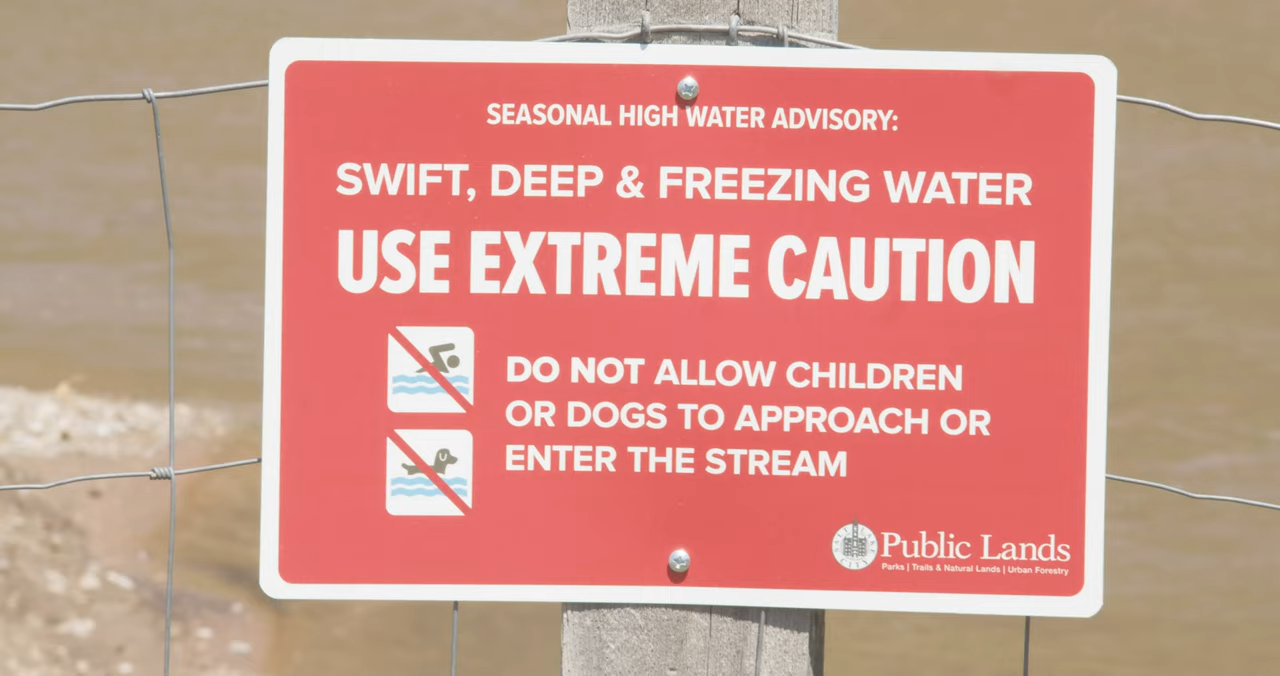 SEASONAL HIGH WATER ADVISORY:
SWIFT, DEEP & FREEZING WATER
USE EXTREME CAUTION
DO NOT ALLOW CHILDREN
OR DOGS TO APPROACH OR
ENTER THE STREAM
Public Lands
Parks | Trails & Natural Lands | Urban Forestry